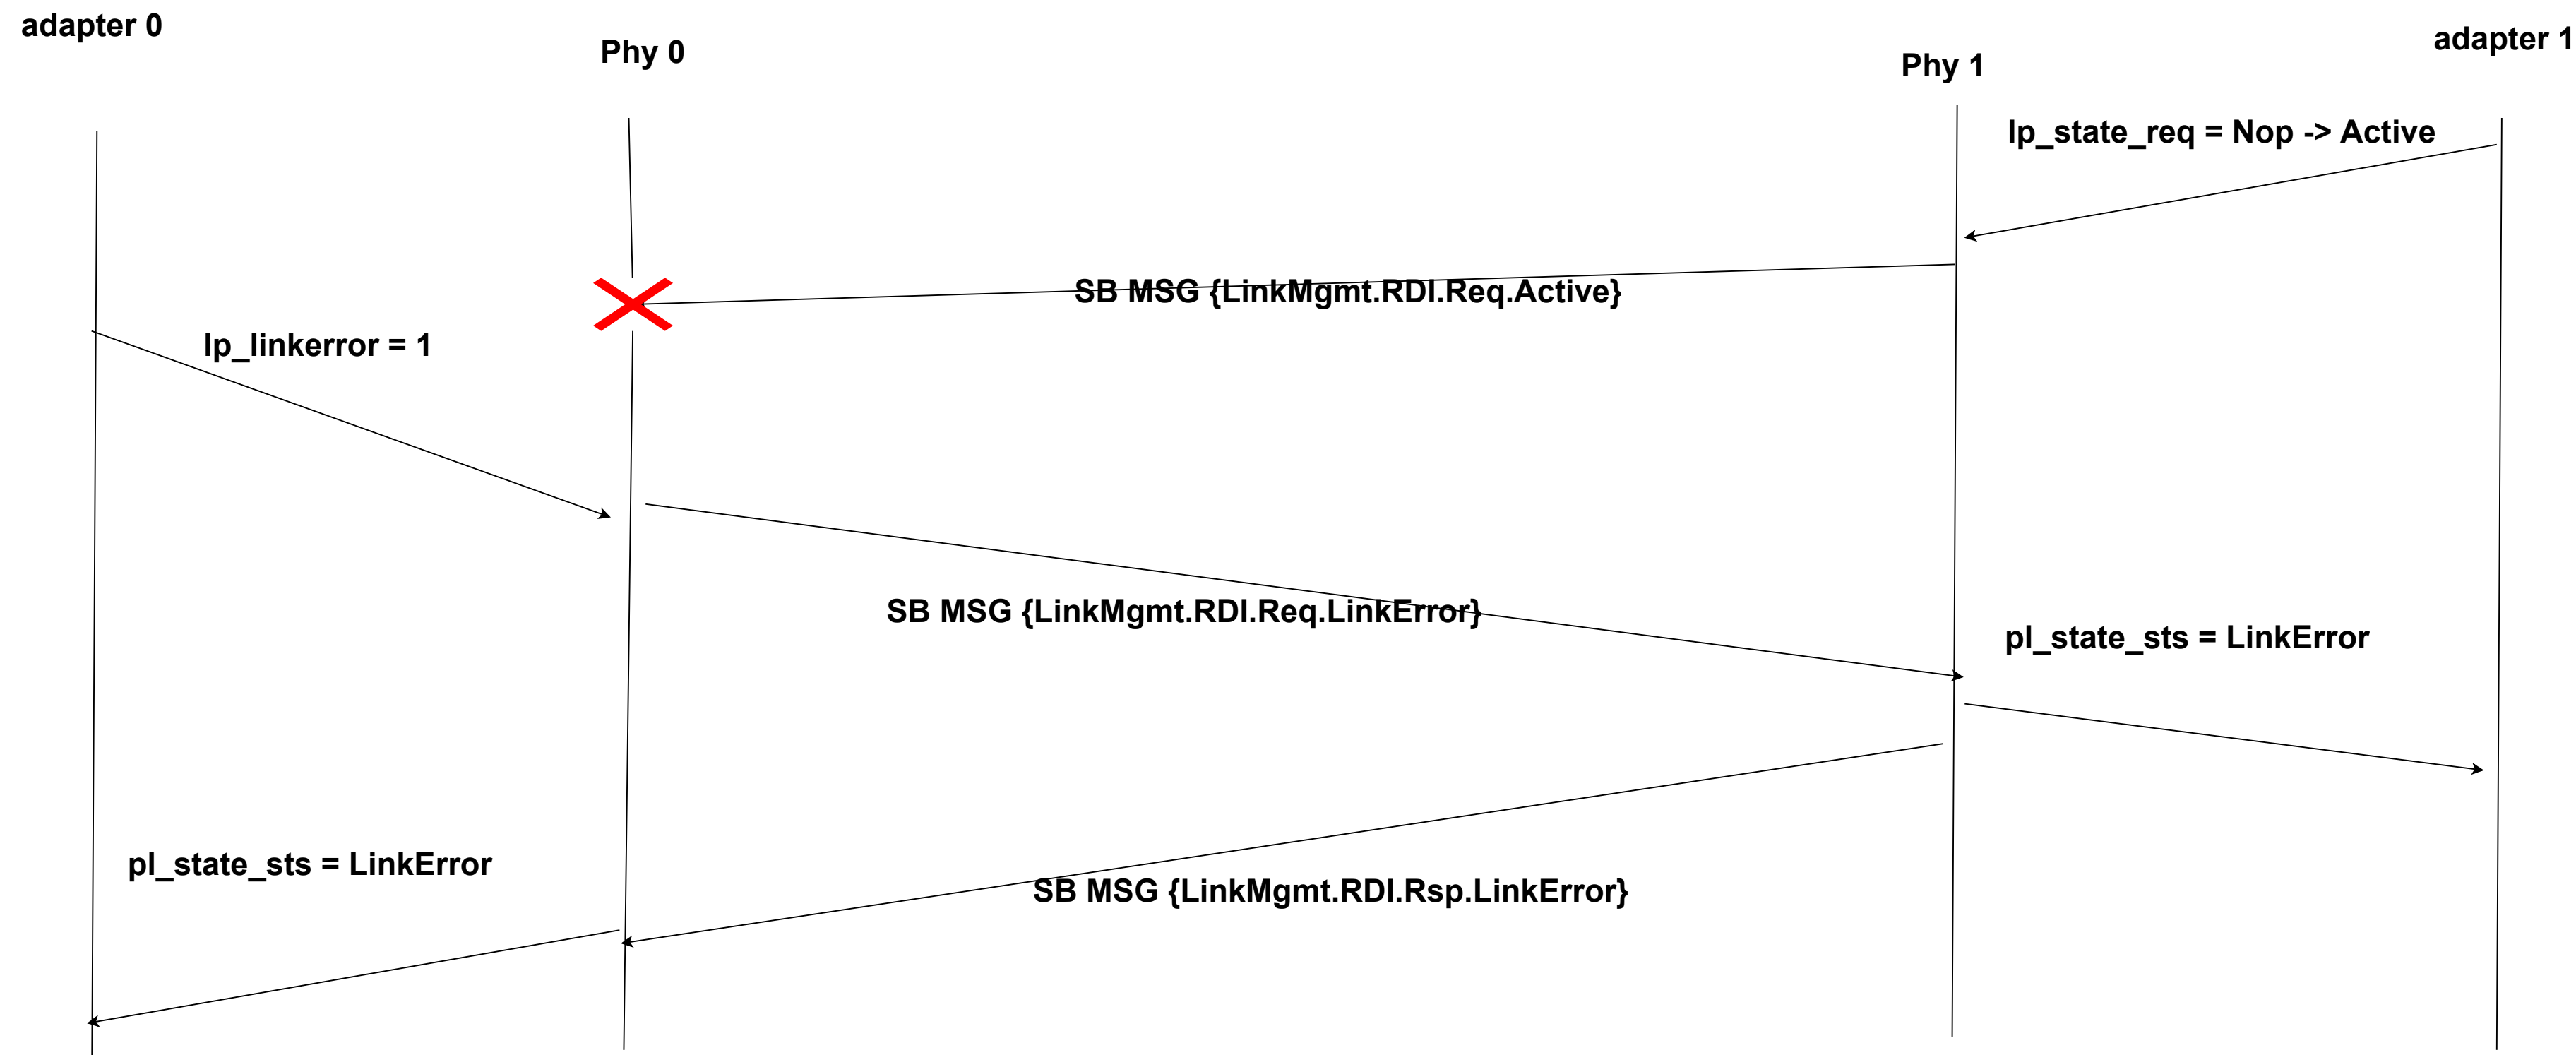 adapter 0
Phy 0
Phy 1
adapter 1
lp_state_req = Nop -> Active
SB MSG {LinkMgmt.RDI.Req.Active}
lp_linkerror = 1
SB MSG {LinkMgmt.RDI.Req.LinkError}
pl_state_sts = LinkError
pl_state_sts = LinkError
SB MSG {LinkMgmt.RDI.Rsp.LinkError}